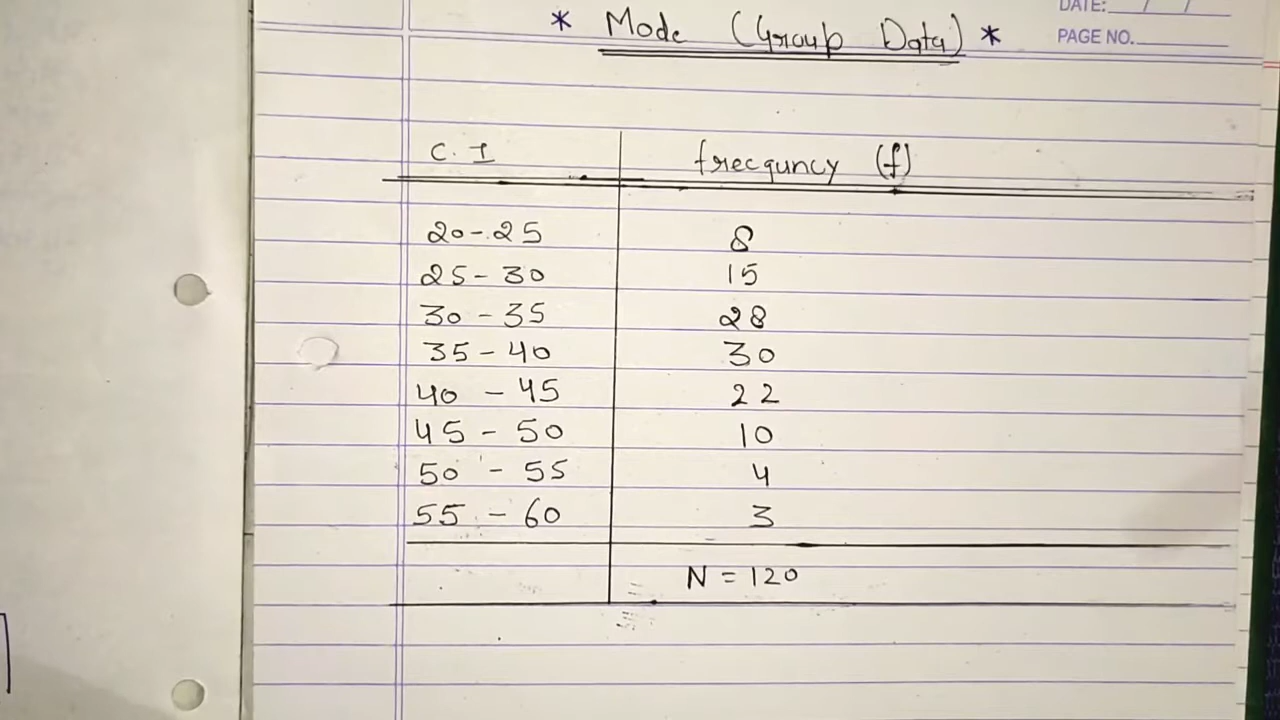 DATE: / /
* Mode (Group Data) *
PAGE NO.
C. I frecquncy (f)
20-25 8
25-30 15
30-35 28
35-40 30
40-45 22
45-50 10
50-55 4
55-60 3
N = 120